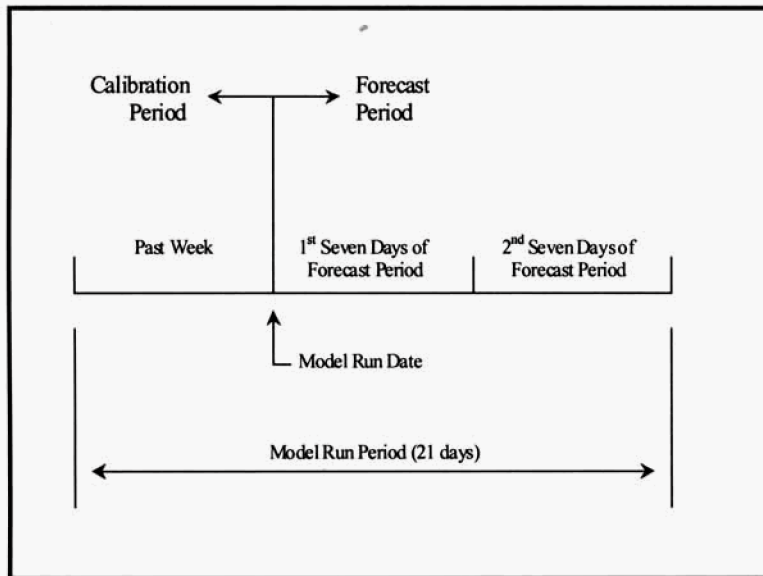 Calibration
Period
Forecast
Period
Past Week
1st Seven Days of
Forecast Period
2nd Seven Days of
Forecast Period
Model Run Date
Model Run Period (21 days)